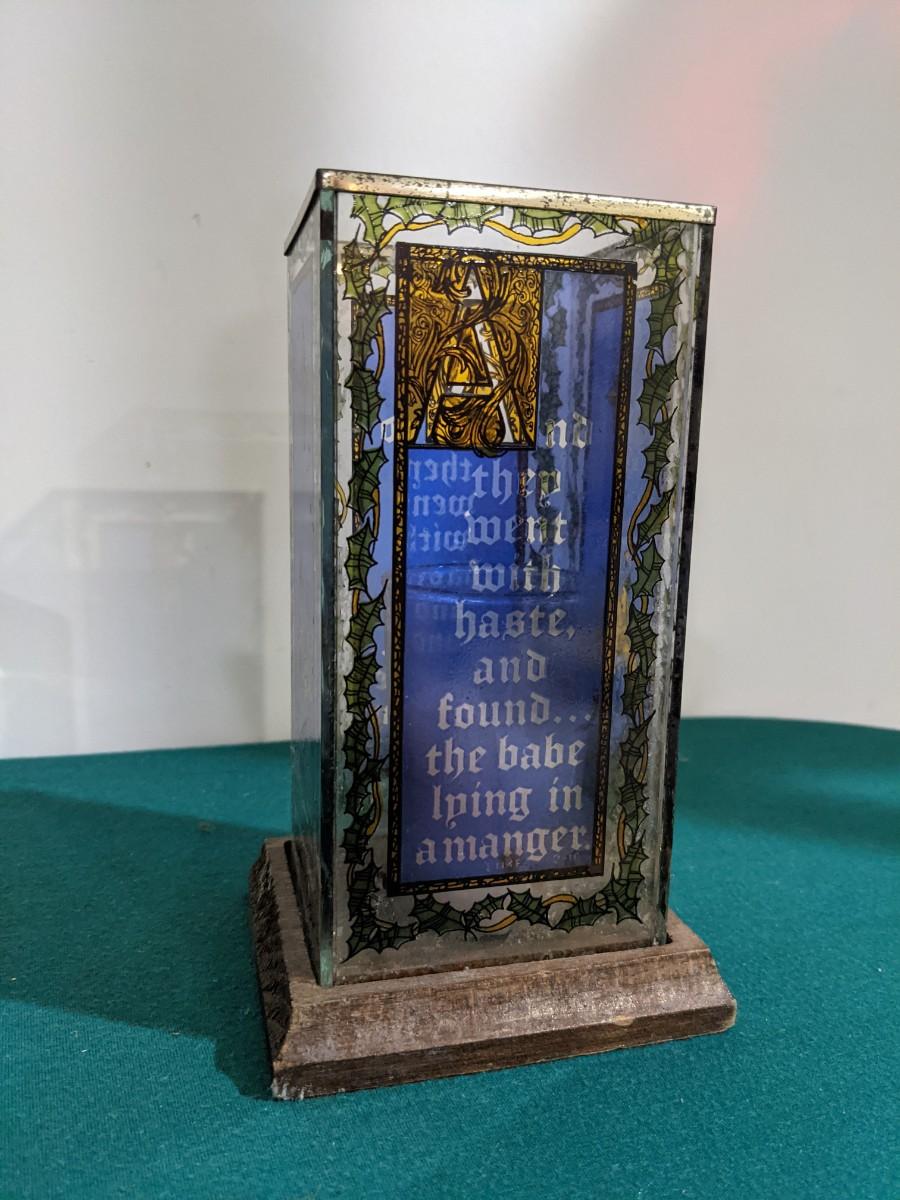 And
they
went
with
haste,
and
found...
the babe
lying in
a manger.